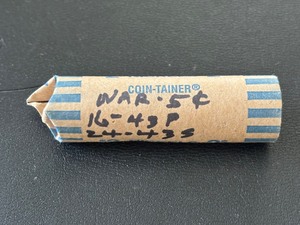 COIN-TAINER®
WAR. 5¢
16-43P
24-43S